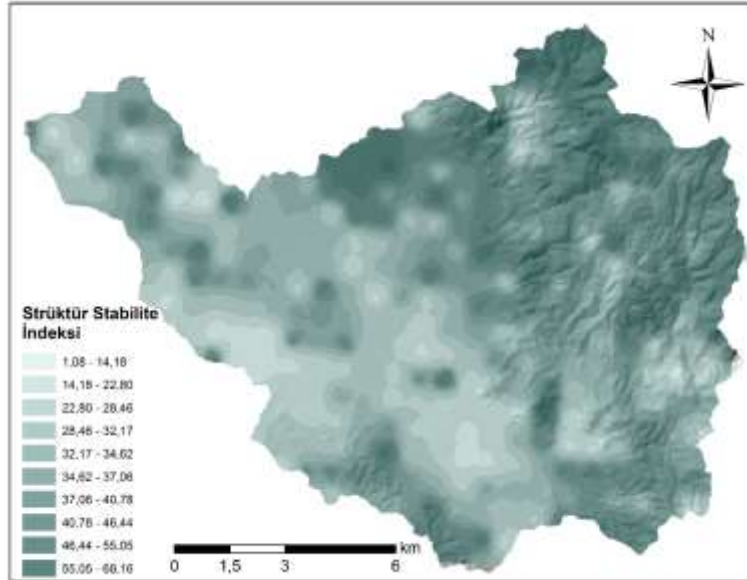 N
Strüktür Stabilite
İndeksi
1,08 - 14,18
14,18 - 22,80
22,80 - 28,46
28,46 - 32,17
32,17 - 34,62
34,62 - 37,06
37,06 - 40,78
40,78 - 46,44
46,44 - 55,05
55,05 - 68,16
km
0 1,5 3 6